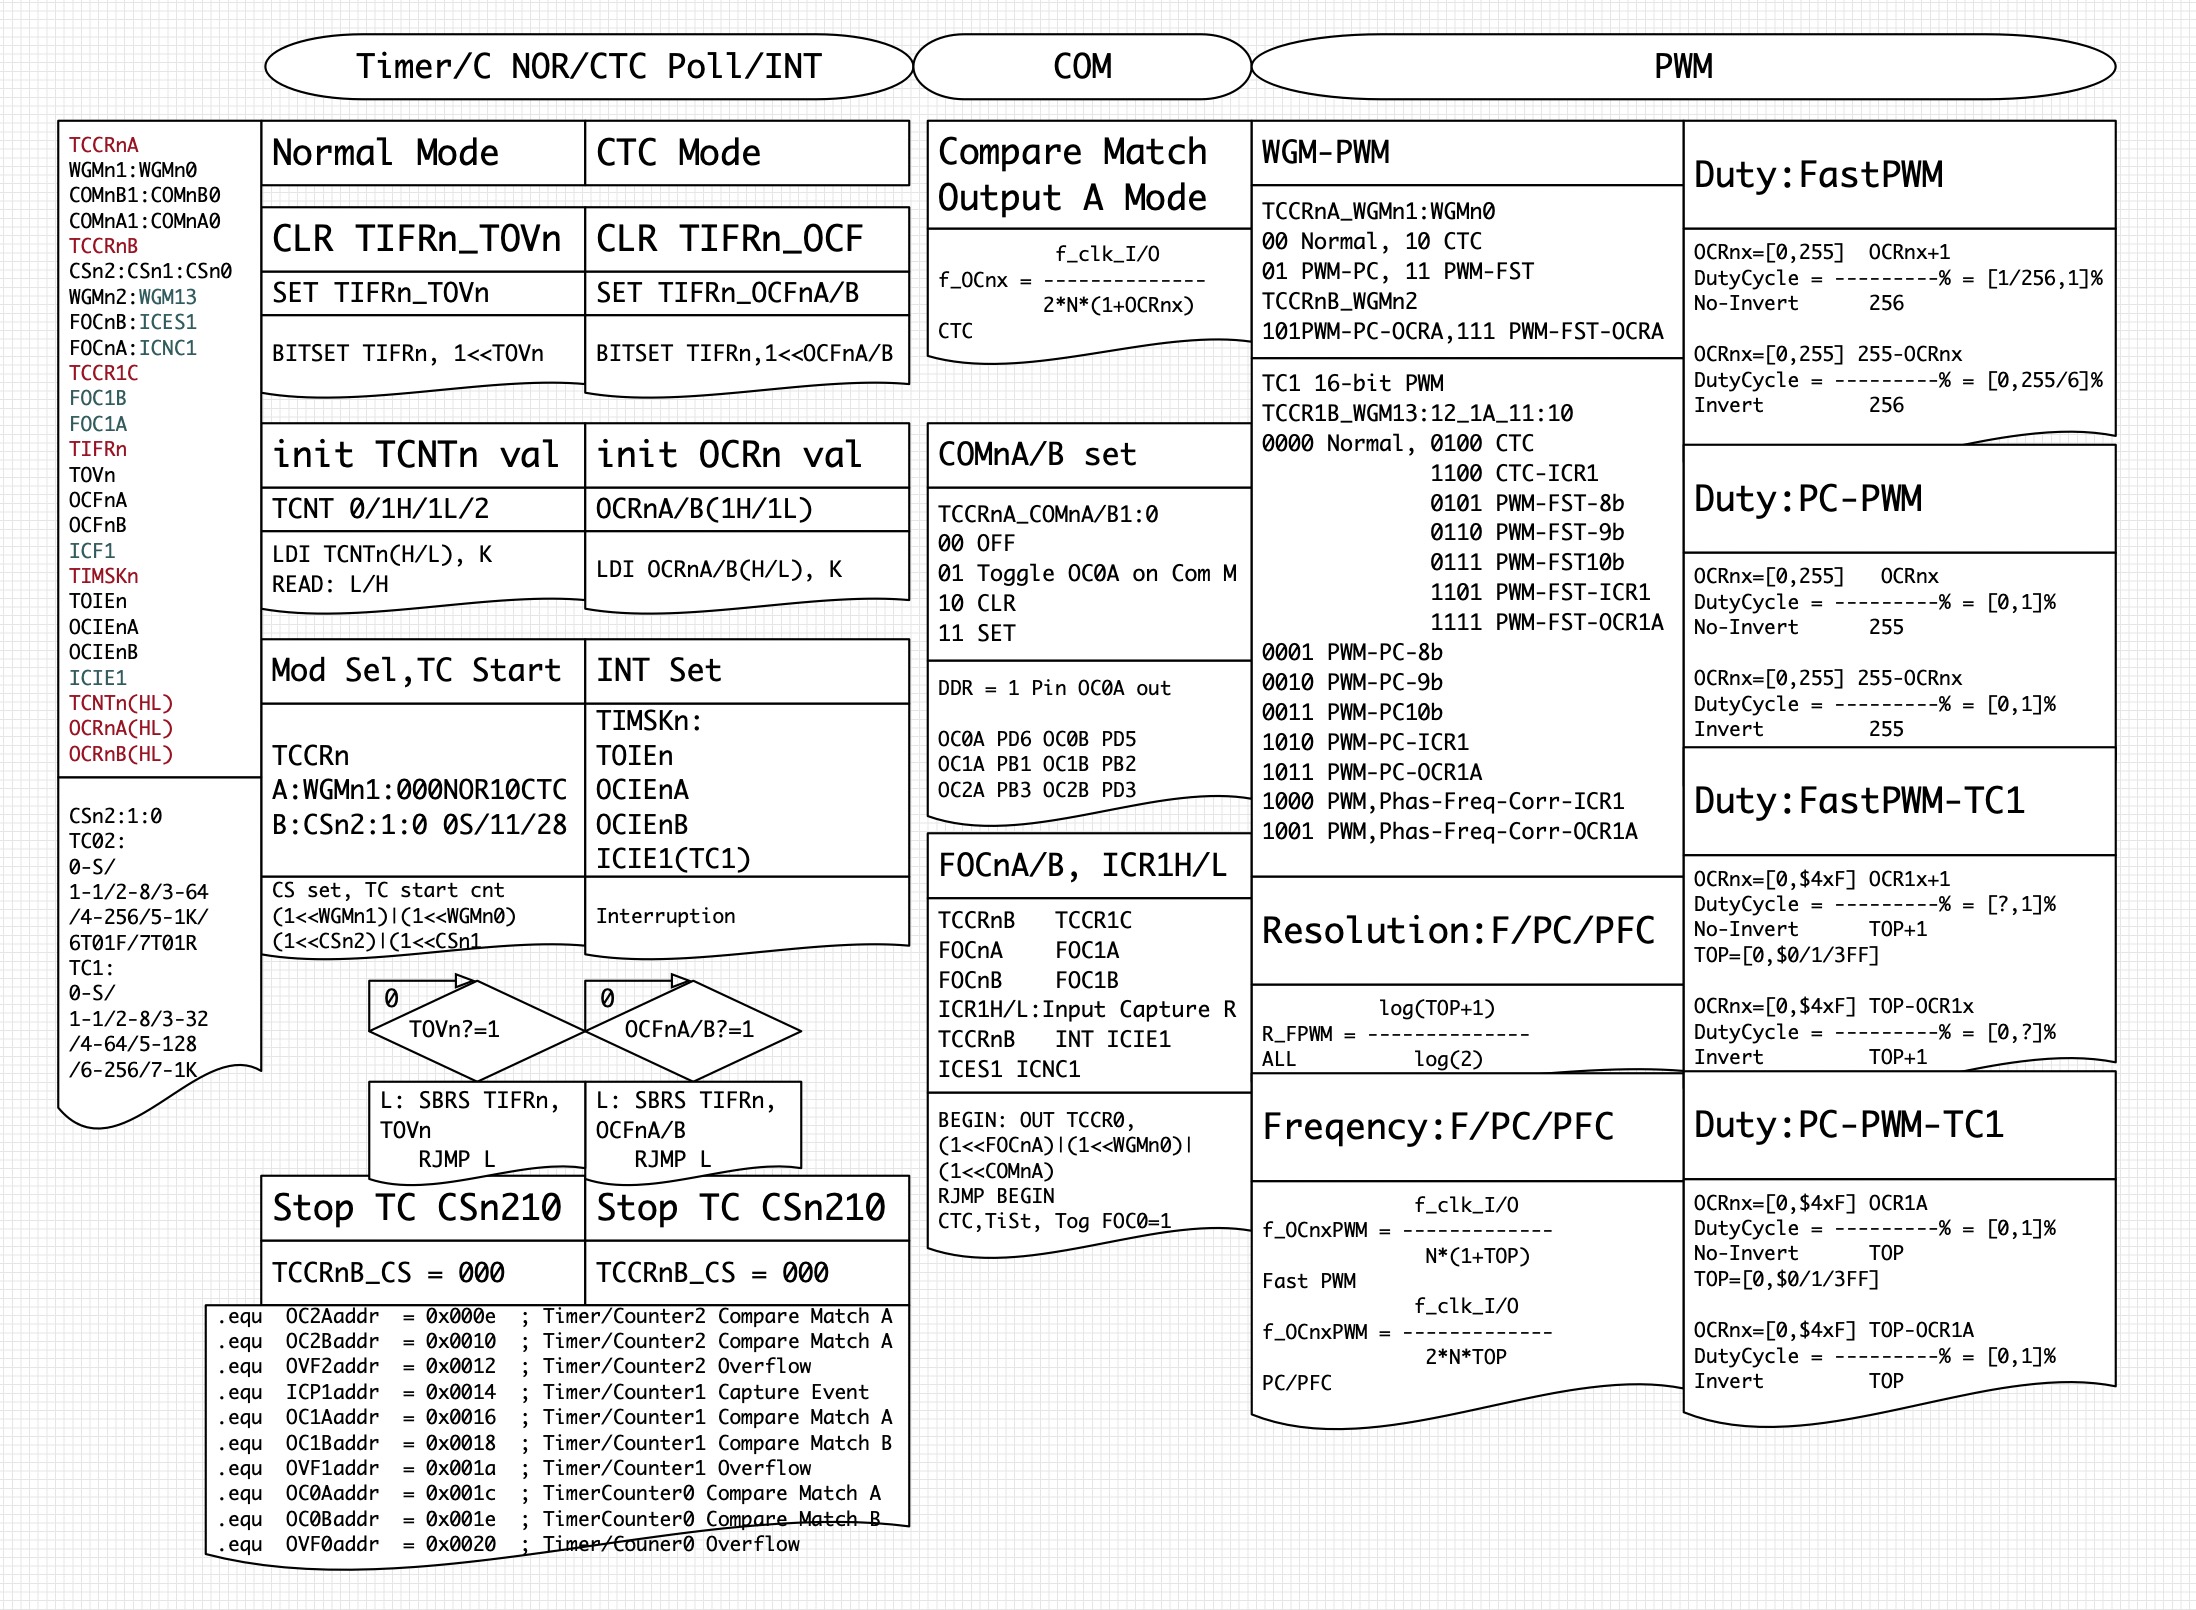 Timer/C NOR/CTC Poll/INT
COM
PWM
TCCRnA
WGMn1:WGMn0
COMnB1:COMnB0
COMnA1:COMnA0
TCCRnB
CSn2:CSn1:CSn0
WGMn2:WGM13
FOCnB:ICES1
FOCnA:ICNC1
TCCR1C
FOC1B
FOC1A
TIFRn
TOVn
OCFnA
OCFnB
ICF1
TIMSKn
TOIEn
OCIEnA
OCIEnB
ICIE1
TCNTn(HL)
OCRnA(HL)
OCRnB(HL)
CSn2:1:0
TC02:
0-S/
1-1/2-8/3-64
/4-256/5-1K/
6T01F/7T01R
TC1:
0-S/
1-1/2-8/3-32
/4-64/5-128
/6-256/7-1K
Normal Mode
CTC Mode
CLR TIFRn_TOVn
CLR TIFRn_OCF
SET TIFRn_TOVn
SET TIFRn_OCFnA/B
BITSET TIFRn, 1<<TOVn
BITSET TIFRn,1<<OCFnA/B
init TCNTn val
init OCRn val
TCNT 0/1H/1L/2
OCRnA/B(1H/1L)
LDI TCNTn(H/L), K
READ: L/H
LDI OCRnA/B(H/L), K
Mod Sel,TC Start
INT Set
TCCRn
A:WGMn1:000NOR10CTC
B:CSn2:1:0 0S/11/28
TIMSKn:
TOIEn
OCIEnA
OCIEnB
ICIE1(TC1)
CS set, TC start cnt
(1<<WGMn1)|(1<<WGMn0)
(1<<CSn2)|(1<<CSn1
Interruption
0
TOVn?=1
0
OCFnA/B?=1
L: SBRS TIFRn,
TOVn
RJMP L
L: SBRS TIFRn,
OCFnA/B
RJMP L
Stop TC CSn210
Stop TC CSn210
TCCRnB_CS = 000
TCCRnB_CS = 000
.equ OC2Aaddr = 0x000e ; Timer/Counter2 Compare Match A
.equ OC2Baddr = 0x0010 ; Timer/Counter2 Compare Match A
.equ OVF2addr = 0x0012 ; Timer/Counter2 Overflow
.equ ICP1addr = 0x0014 ; Timer/Counter1 Capture Event
.equ OC1Aaddr = 0x0016 ; Timer/Counter1 Compare Match A
.equ OC1Baddr = 0x0018 ; Timer/Counter1 Compare Match B
.equ OVF1addr = 0x001a ; Timer/Counter1 Overflow
.equ OC0Aaddr = 0x001c ; TimerCounter0 Compare Match A
.equ OC0Baddr = 0x001e ; TimerCounter0 Compare Match B
.equ OVF0addr = 0x0020 ; Timer/Couner0 Overflow
Compare Match
Output A Mode
f_clk_I/O
f_OCnx = --------------
2*N*(1+OCRnx)
CTC
COMnA/B set
TCCRnA_COMnA/B1:0
00 OFF
01 Toggle OC0A on Com M
10 CLR
11 SET
DDR = 1 Pin OC0A out
OC0A PD6 OC0B PD5
OC1A PB1 OC1B PB2
OC2A PB3 OC2B PD3
FOCnA/B, ICR1H/L
TCCRnB TCCR1C
FOCnA FOC1A
FOCnB FOC1B
ICR1H/L:Input Capture R
TCCRnB INT ICIE1
ICES1 ICNC1
BEGIN: OUT TCCR0,
(1<<FOCnA)|(1<<WGMn0)|
(1<<COMnA)
RJMP BEGIN
CTC,TiSt, Tog FOC0=1
WGM-PWM
TCCRnA_WGMn1:WGMn0
00 Normal, 10 CTC
01 PWM-PC, 11 PWM-FST
TCCRnB_WGMn2
101PWM-PC-OCRA,111 PWM-FST-OCRA
TC1 16-bit PWM
TCCR1B_WGM13:12_1A_11:10
0000 Normal, 0100 CTC
1100 CTC-ICR1
0101 PWM-FST-8b
0110 PWM-FST-9b
0111 PWM-FST10b
1101 PWM-FST-ICR1
1111 PWM-FST-OCR1A
0001 PWM-PC-8b
0010 PWM-PC-9b
0011 PWM-PC10b
1010 PWM-PC-ICR1
1011 PWM-PC-OCR1A
1000 PWM,Phas-Freq-Corr-ICR1
1001 PWM,Phas-Freq-Corr-OCR1A
Resolution:F/PC/PFC
log(TOP+1)
R_FPWM = --------------
ALL log(2)
Freqency:F/PC/PFC
f_clk_I/O
f_OCnxPWM = -------------
N*(1+TOP)
Fast PWM
f_clk_I/O
f_OCnxPWM = -------------
2*N*TOP
PC/PFC
Duty:FastPWM
OCRnx=[0,255] OCRnx+1
DutyCycle = ---------% = [1/256,1]%
No-Invert 256
OCRnx=[0,255] 255-OCRnx
DutyCycle = ---------% = [0,255/6]%
Invert 256
Duty:PC-PWM
OCRnx=[0,255] OCRnx
DutyCycle = ---------% = [0,1]%
No-Invert 255
OCRnx=[0,255] 255-OCRnx
DutyCycle = ---------% = [0,1]%
Invert 255
Duty:FastPWM-TC1
OCRnx=[0,$4xF] OCR1x+1
DutyCycle = ---------% = [?,1]%
No-Invert TOP+1
TOP=[0,$0/1/3FF]
OCRnx=[0,$4xF] TOP-OCR1x
DutyCycle = ---------% = [0,?]%
Invert TOP+1
Duty:PC-PWM-TC1
OCRnx=[0,$4xF] OCR1A
DutyCycle = ---------% = [0,1]%
No-Invert TOP
TOP=[0,$0/1/3FF]
OCRnx=[0,$4xF] TOP-OCR1A
DutyCycle = ---------% = [0,1]%
Invert TOP